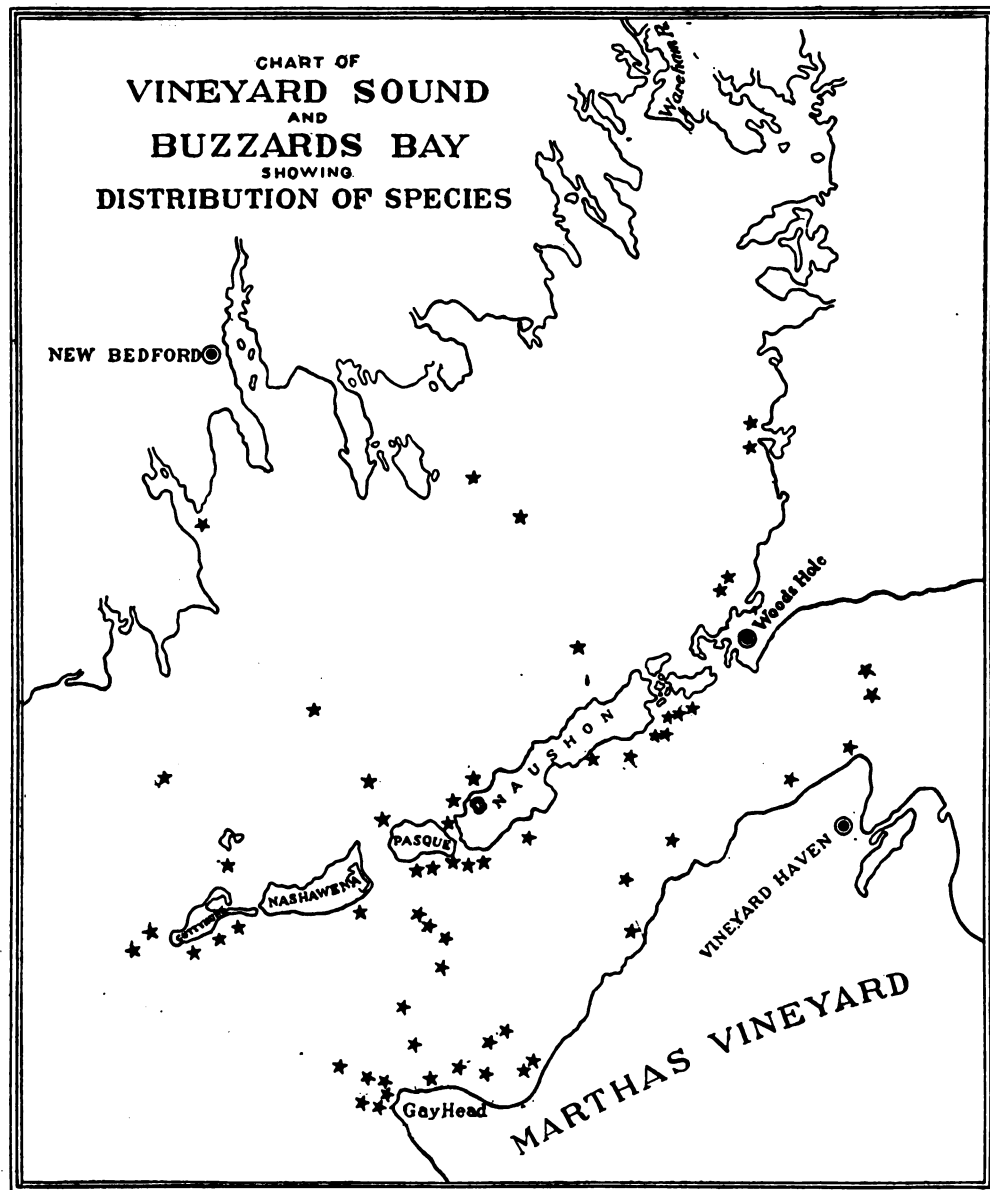 CHART OF
VINEYARD SOUND
AND
BUZZARDS BAY
SHOWING
DISTRIBUTION OF SPECIES
Wareham R.
NEW BEDFORD
Woods Hole
NAUSHON
PASQUE
NASHAWENA
VINEYARD HAVEN
MARTHAS VINEYARD
Gay Head